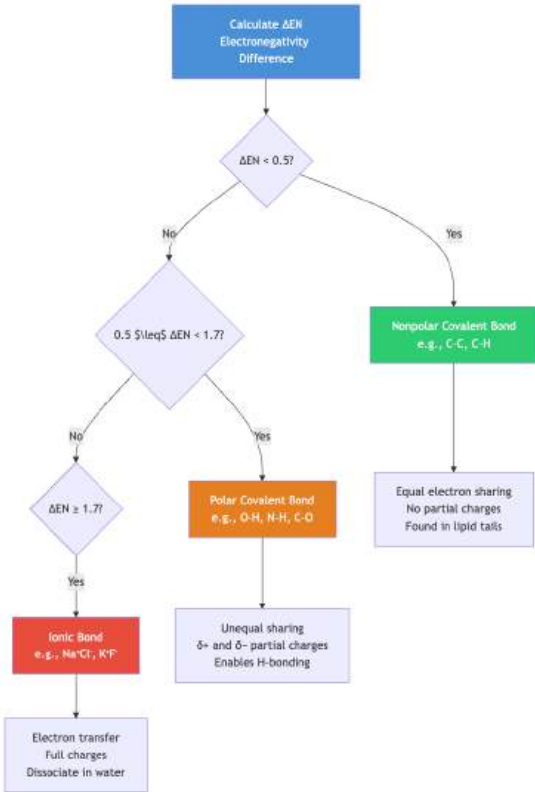 Calculate ΔEN
Electronegativity
Difference
ΔEN < 0.5?
No
Yes
0.5 $\leq$ ΔEN < 1.7?
Nonpolar Covalent Bond
e.g., C-C, C-H
No
Yes
Equal electron sharing
No partial charges
Found in lipid tails
ΔEN ≥ 1.7?
Polar Covalent Bond
e.g., O-H, N-H, C-O
Yes
Ionic Bond
e.g., Na⁺Cl⁻, K⁺F⁻
Unequal sharing
δ+ and δ− partial charges
Enables H-bonding
Electron transfer
Full charges
Dissociate in water